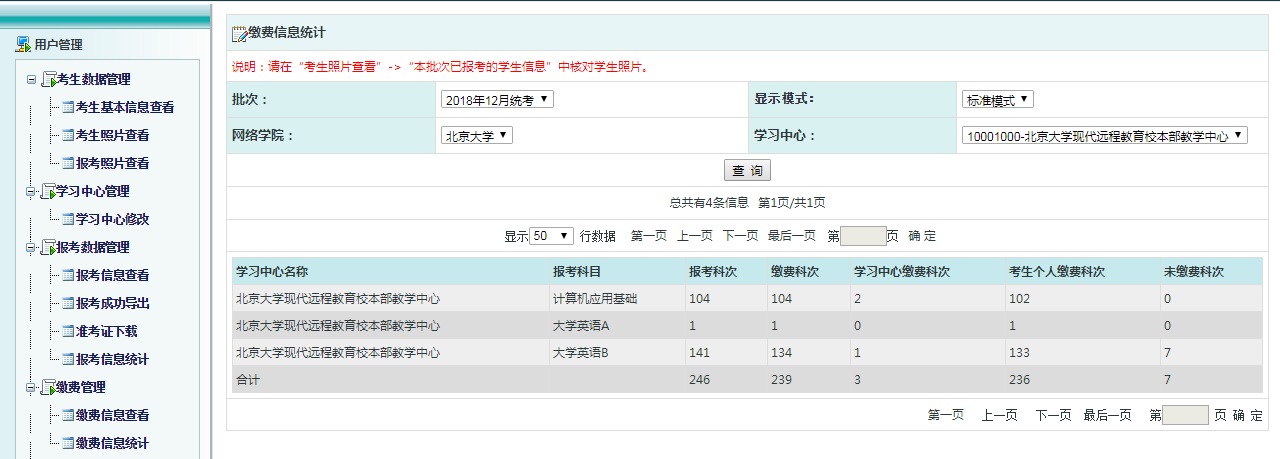 用户管理
考生数据管理
考生基本信息查看
考生照片查看
报考照片查看
学习中心管理
学习中心修改
报考数据管理
报考信息查看
报考成功导出
准考证下载
报考信息统计
缴费管理
缴费信息查看
缴费信息统计
缴费信息统计
说明：请在“考生照片查看”->“本批次已报考的学生信息”中核对学生照片。
批次： 2018年12月统考 显示模式: 标准模式
网络学院： 北京大学 学习中心： 10001000-北京大学现代远程教育校本部教学中心
查 询
总共有4条信息 第1页/共1页
显示 50 行数据 第一页 上一页 下一页 最后一页 第 页 确 定
学习中心名称 报考科目 报考科次 缴费科次 学习中心缴费科次 考生个人缴费科次 未缴费科次
北京大学现代远程教育校本部教学中心 计算机应用基础 104 104 2 102 0
北京大学现代远程教育校本部教学中心 大学英语A 1 1 0 1 0
北京大学现代远程教育校本部教学中心 大学英语B 141 134 1 133 7
合计 246 239 3 236 7
第一页 上一页 下一页 最后一页 第 页 确 定